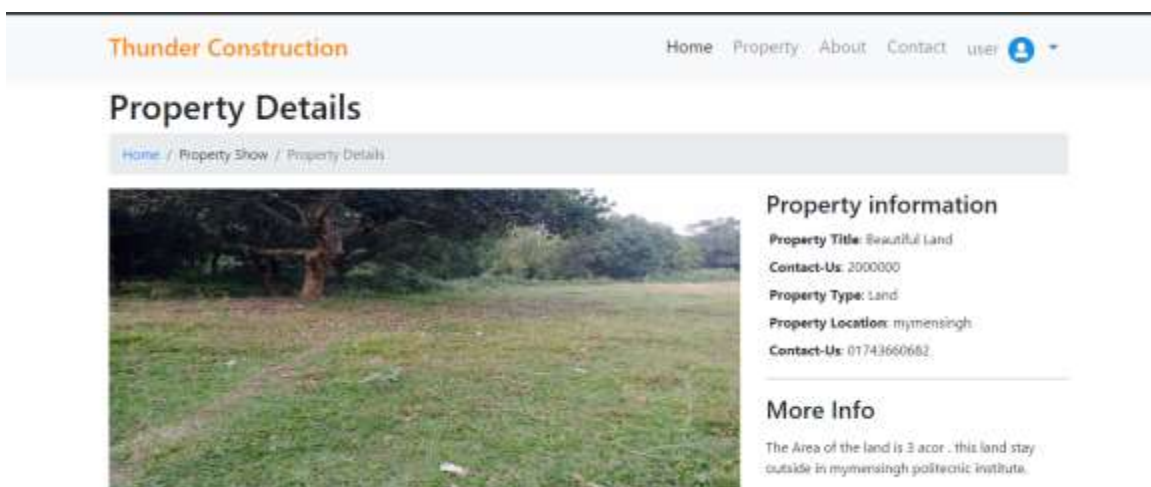 Thunder Construction
Home Property About Contact user
Property Details
Home / Property Show / Property Details
Property information
Property Title: Beautiful Land
Contact-Us: 2000000
Property Type: Land
Property Location: mymensingh
Contact-Us: 01743660682
More Info
The Area of the land is 3 acor . this land stay
outside in mymensingh politecnic institute.